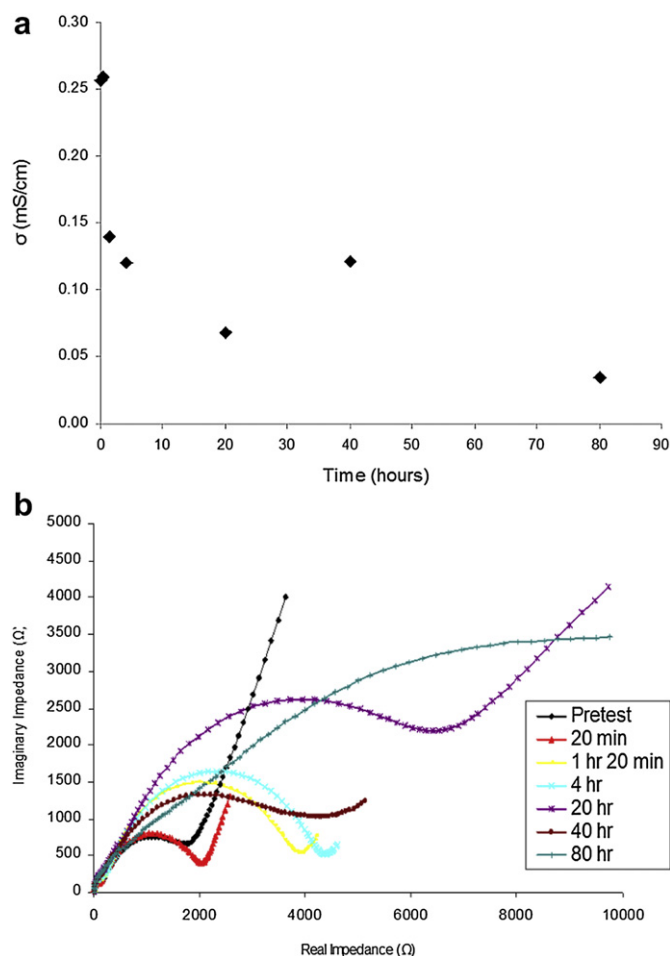 a
0.30
0.25
0.20
0.15
0.10
0.05
0.00
σ (mS/cm)
0 10 20 30 40 50 60 70 80 90
Time (hours)
b
5000
4500
4000
3500
3000
2500
2000
1500
1000
500
0
Imaginary Impedance (Ω;
0 2000 4000 6000 8000 10000
Real Impedance (Ω)
Pretest
20 min
1 hr 20 min
4 hr
20 hr
40 hr
80 hr